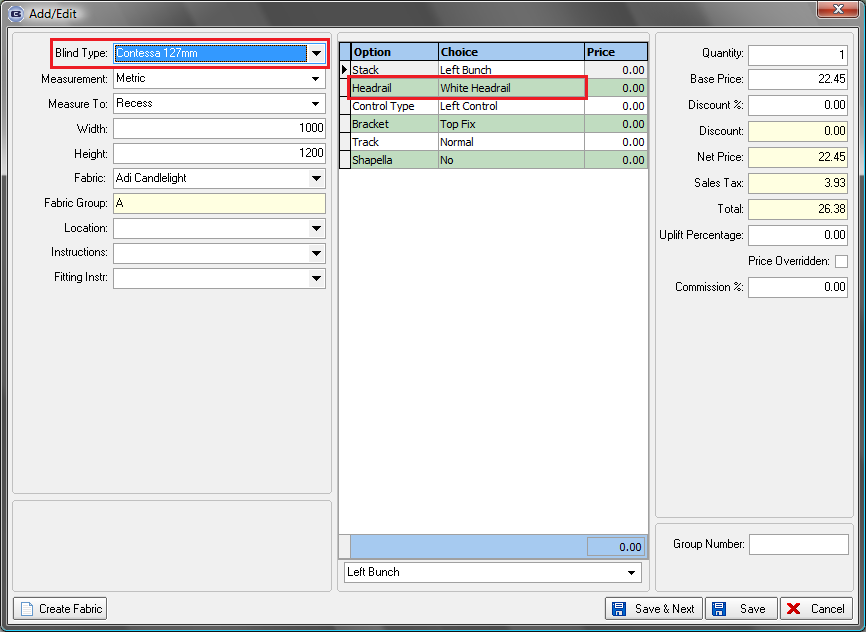 Add/Edit
Blind Type: Contessa 127mm
Measurement: Metric
Measure To: Recess
Width: 1000
Height: 1200
Fabric: Adi Candlelight
Fabric Group: A
Location:
Instructions:
Fitting Instr:
Option Choice Price
Stack Left Bunch 0.00
Headrail White Headrail 0.00
Control Type Left Control 0.00
Bracket Top Fix 0.00
Track Normal 0.00
Shapella No 0.00
0.00
Left Bunch
Quantity: 1
Base Price: 22.45
Discount %: 0.00
Discount: 0.00
Net Price: 22.45
Sales Tax: 3.93
Total: 26.38
Uplift Percentage: 0.00
Price Overridden:
Commission %: 0.00
Group Number:
Create Fabric
Save & Next
Save
Cancel